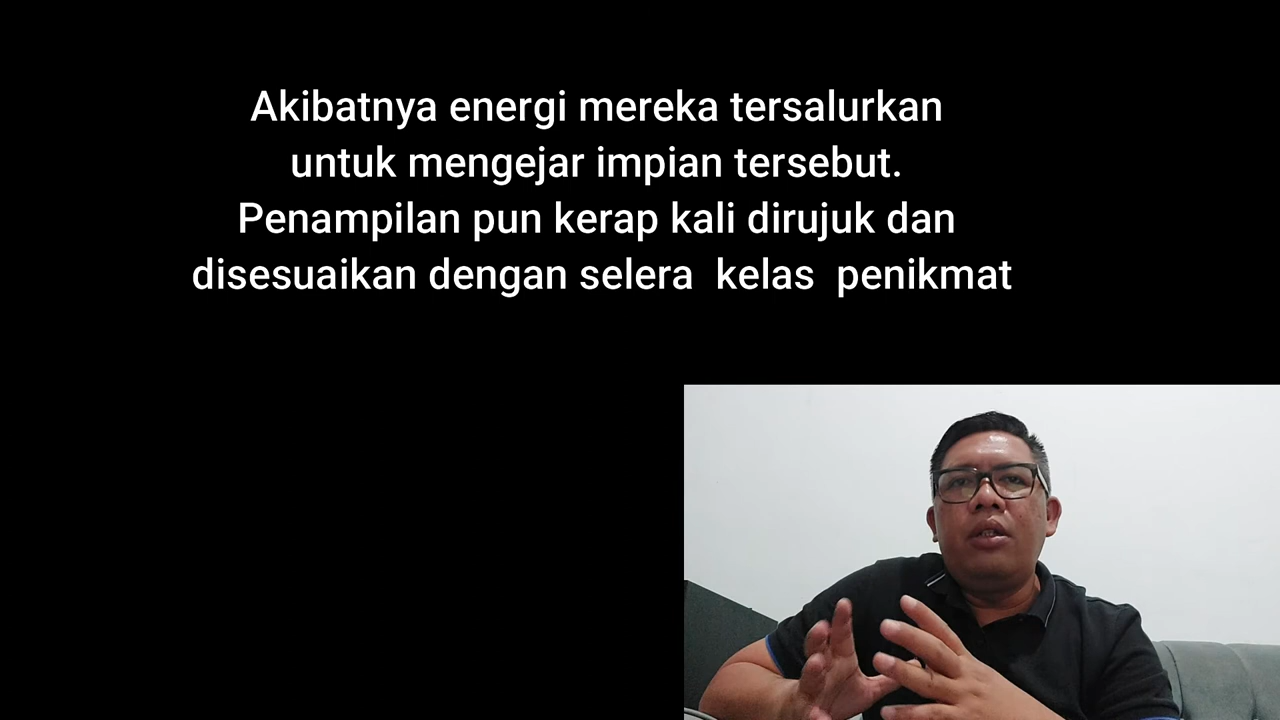 Akibatnya energi mereka tersalurkan
untuk mengejar impian tersebut.
Penampilan pun kerap kali dirujuk dan
disesuaikan dengan selera kelas penikmat